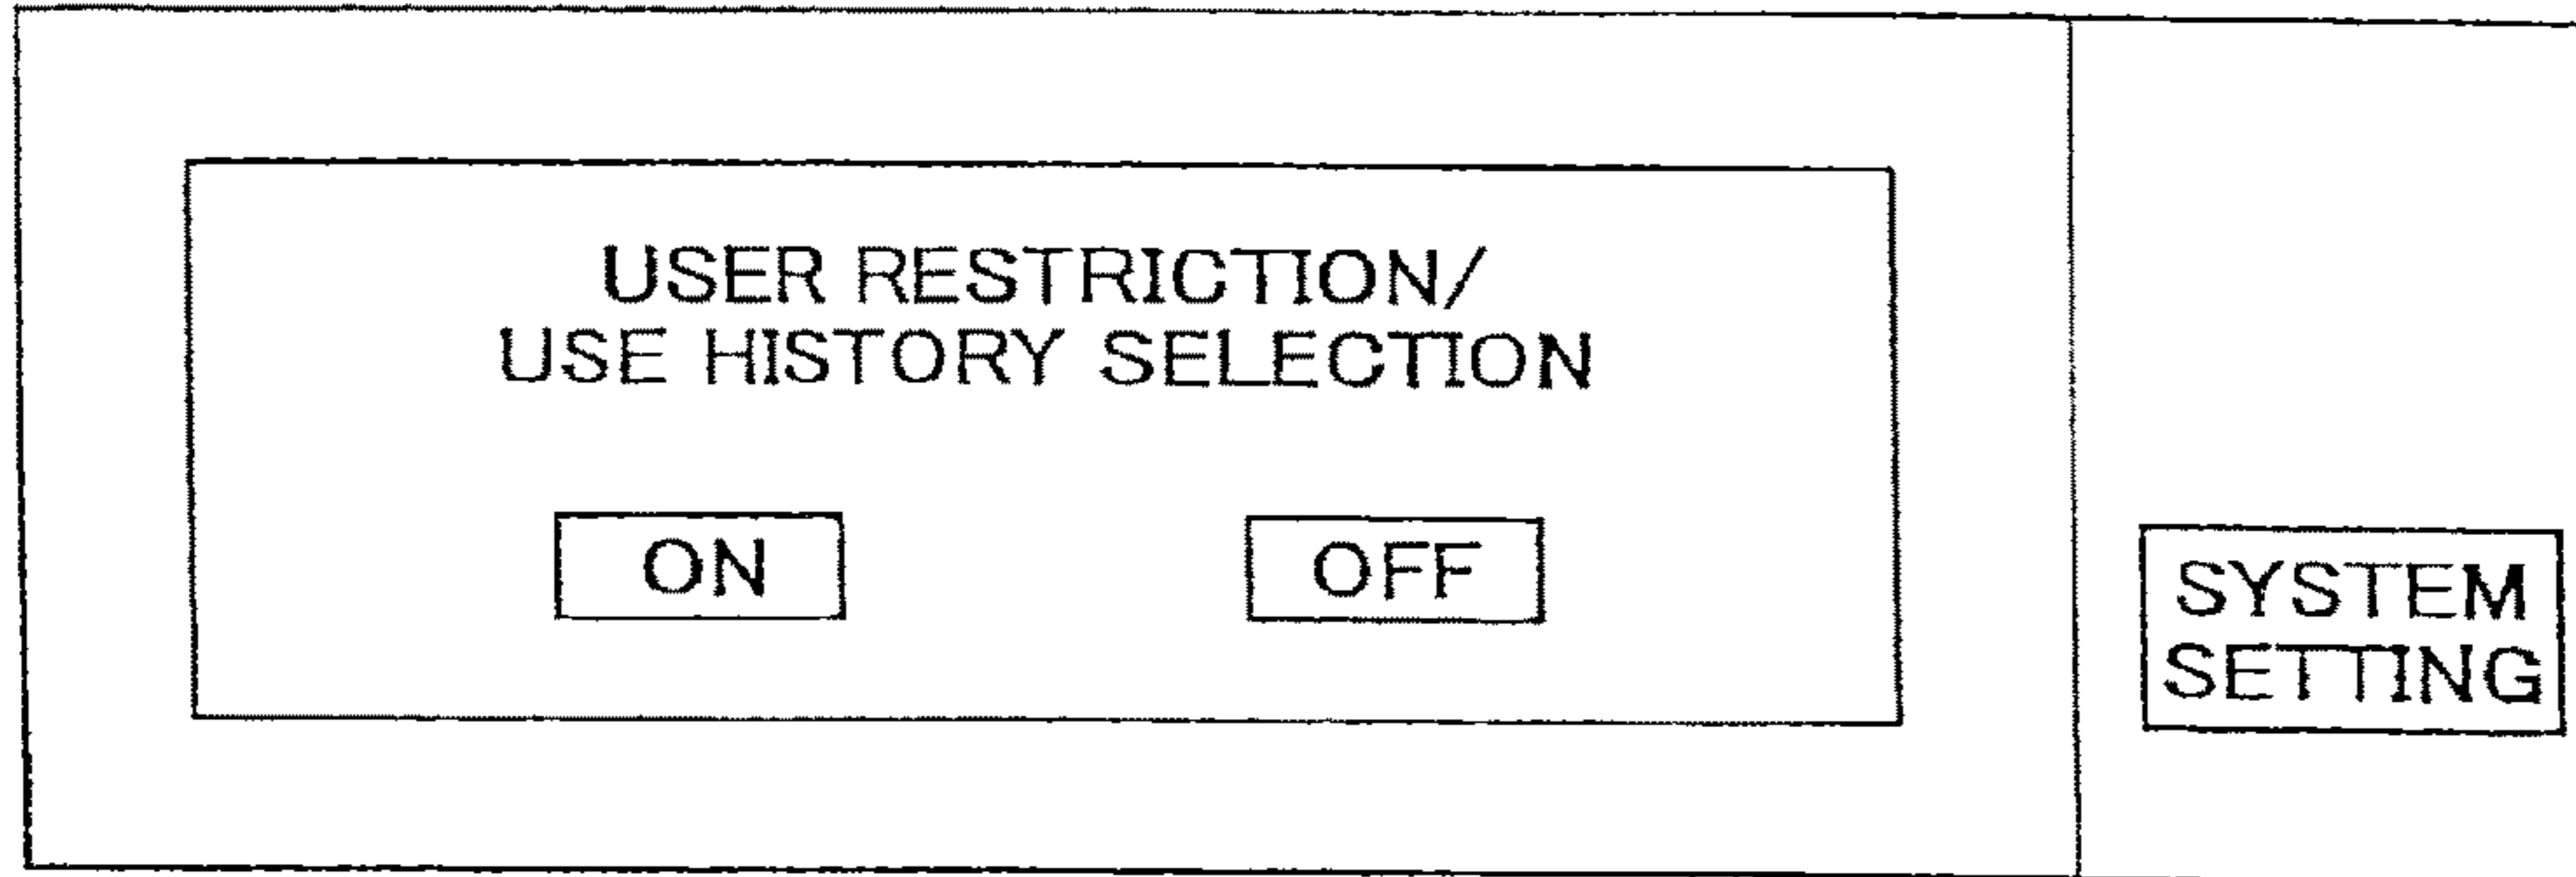 USER RESTRICTION/
USE HISTORY SELECTION
ON OFF
SYSTEM
SETTING